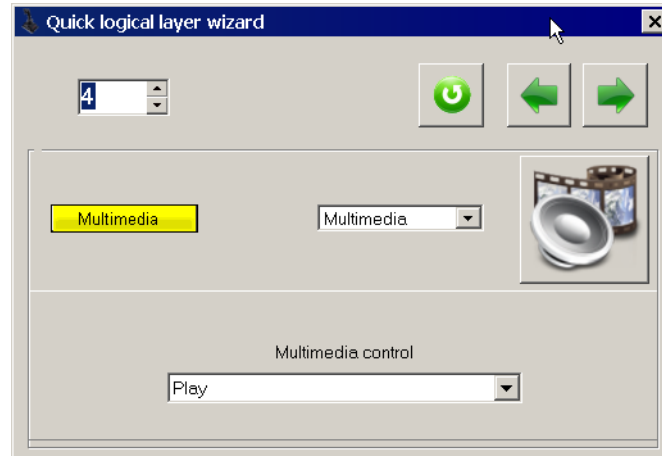 Quick logical layer wizard
4
Multimedia
Multimedia
Multimedia control
Play